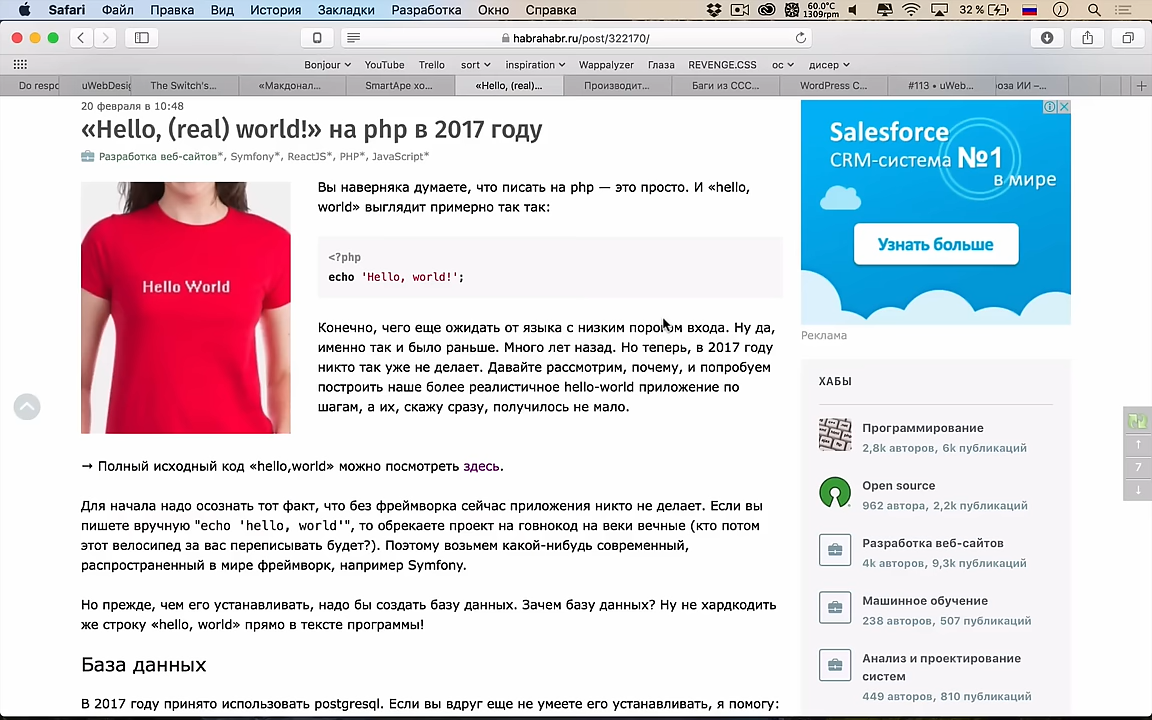 Safari Файл Правка Вид История Закладки Разработка Окно Справка 60.0°C 1309rpm 32 %
habrahabr.ru/post/322170/
Bonjour YouTube Trello sort inspiration Wappalyzer Глаза REVENGE.CSS ос дисер
Do respo uWebDesi The Switch's... «Макдонал... SmartApe хо... «Hello, (real)... Производит... Баги из ССС... WordPress С... #113 • uWeb... оза ИИ –...
20 февраля в 10:48
«Hello, (real) world!» на php в 2017 году
Разработка веб-сайтов*, Symfony*, ReactJS*, PHP*, JavaScript*
Hello World
Вы наверняка думаете, что писать на php — это просто. И «hello,
world» выглядит примерно так так:
<?php
echo 'Hello, world!';
Конечно, чего еще ожидать от языка с низким порогом входа. Ну да,
именно так и было раньше. Много лет назад. Но теперь, в 2017 году
никто так уже не делает. Давайте рассмотрим, почему, и попробуем
построить наше более реалистичное hello-world приложение по
шагам, а их, скажу сразу, получилось не мало.
→ Полный исходный код «hello,world» можно посмотреть здесь.
Для начала надо осознать тот факт, что без фреймворка сейчас приложения никто не делает. Если вы
пишете вручную "echo 'hello, world'", то обрекаете проект на говнокод на веки вечные (кто потом
этот велосипед за вас переписывать будет?). Поэтому возьмем какой-нибудь современный,
распространенный в мире фреймворк, например Symfony.
Но прежде, чем его устанавливать, надо бы создать базу данных. Зачем базу данных? Ну не хардкодить
же строку «hello, world» прямо в тексте программы!
База данных
В 2017 году принято использовать postgresql. Если вы вдруг еще не умеете его устанавливать, я помогу:
Salesforce
CRM-система №1
в мире
Узнать больше
Реклама
ХАБЫ
Программирование
2,8k авторов, 6k публикаций
Open source
962 автора, 2,2k публикаций
Разработка веб-сайтов
4k авторов, 9,3k публикаций
Машинное обучение
238 авторов, 507 публикаций
Анализ и проектирование
систем
449 авторов, 810 публикаций
7